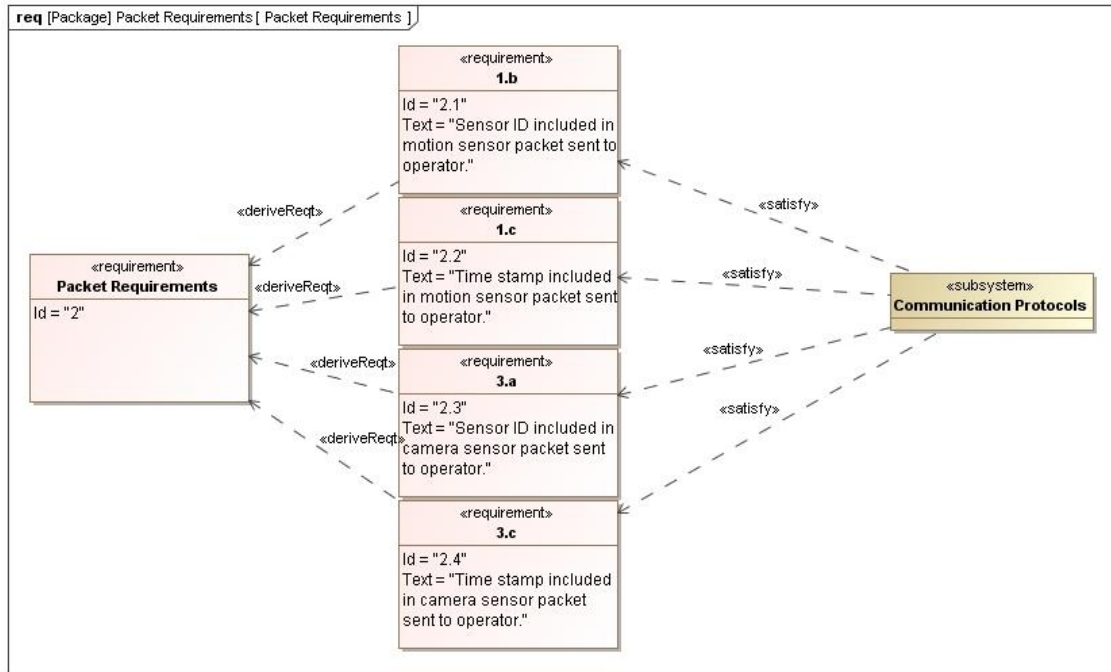 req [Package] Packet Requirements [ Packet Requirements ]
«requirement»
1.b
Id = "2.1"
Text = "Sensor ID included in
motion sensor packet sent to
operator."
«deriveReqt»
«satisfy»
«requirement»
1.c
Id = "2.2"
Text = "Time stamp included
in motion sensor packet sent
to operator."
«deriveReqt»
«satisfy»
«requirement»
Packet Requirements
Id = "2"
«subsystem»
Communication Protocols
«requirement»
3.a
Id = "2.3"
Text = "Sensor ID included in
camera sensor packet sent
to operator."
«deriveReqt»
«satisfy»
«requirement»
3.c
Id = "2.4"
Text = "Time stamp included
in camera sensor packet
sent to operator."
«deriveReqt»
«satisfy»